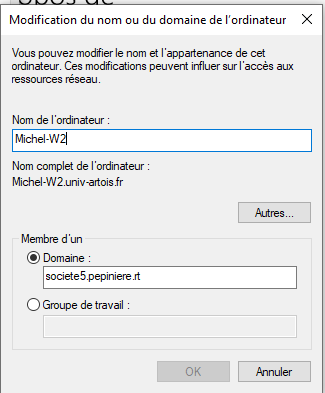 Modification du nom ou du domaine de l'ordinateur
Vous pouvez modifier le nom et l'appartenance de cet
ordinateur. Ces modifications peuvent influer sur l'accès aux
ressources réseau.
Nom de l'ordinateur :
Michel-W2
Nom complet de l'ordinateur :
Michel-W2.univ-artois.fr
Autres...
Membre d'un
Domaine :
societe5.pepiniere.rt
Groupe de travail :
OK
Annuler